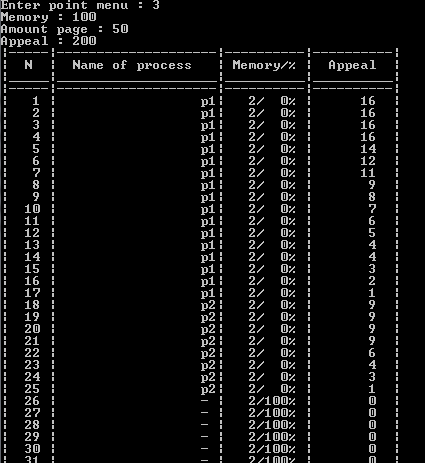 Enter point menu : 3
Memory : 100
Amount page : 50
Appeal : 200
N Name of process Memory/% Appeal
1 p1 2/ 0% 16
2 p1 2/ 0% 16
3 p1 2/ 0% 16
4 p1 2/ 0% 16
5 p1 2/ 0% 14
6 p1 2/ 0% 12
7 p1 2/ 0% 11
8 p1 2/ 0% 9
9 p1 2/ 0% 8
10 p1 2/ 0% 7
11 p1 2/ 0% 6
12 p1 2/ 0% 5
13 p1 2/ 0% 4
14 p1 2/ 0% 4
15 p1 2/ 0% 3
16 p1 2/ 0% 2
17 p1 2/ 0% 1
18 p2 2/ 0% 9
19 p2 2/ 0% 9
20 p2 2/ 0% 9
21 p2 2/ 0% 9
22 p2 2/ 0% 6
23 p2 2/ 0% 4
24 p2 2/ 0% 3
25 p2 2/ 0% 1
26 - 2/100% 0
27 - 2/100% 0
28 - 2/100% 0
29 - 2/100% 0
30 - 2/100% 0
31 - 2/100% 0